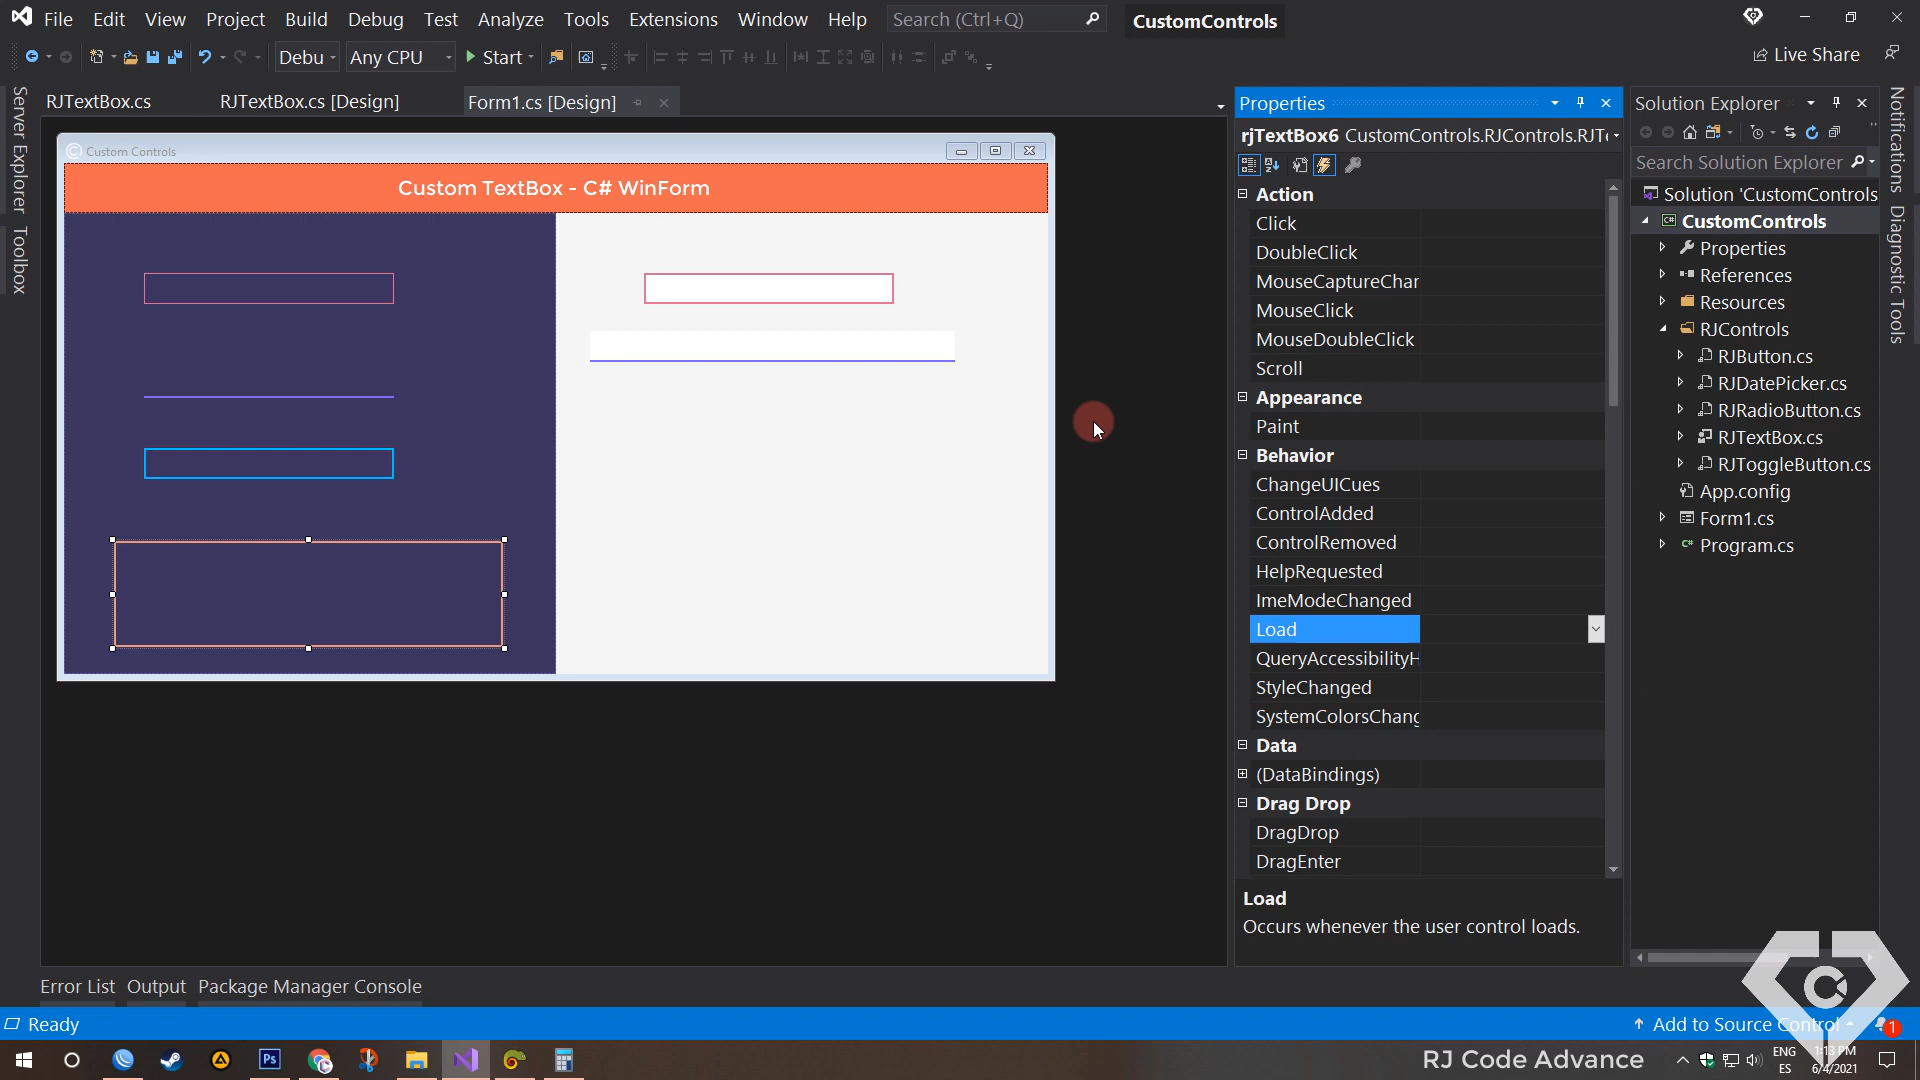 File Edit View Project Build Debug Test Analyze Tools Extensions Window Help Search (Ctrl+Q) CustomControls
Debu Any CPU Start Live Share
Server Explorer
Toolbox
RJTextBox.cs RJTextBox.cs [Design] Form1.cs [Design]
Custom Controls
Custom TextBox - C# WinForm
Properties
rjTextBox6 CustomControls.RJControls.RJT
Action
Click
DoubleClick
MouseCaptureChar
MouseClick
MouseDoubleClick
Scroll
Appearance
Paint
Behavior
ChangeUICues
ControlAdded
ControlRemoved
HelpRequested
ImeModeChanged
Load
QueryAccessibilityH
StyleChanged
SystemColorsChang
Data
(DataBindings)
Drag Drop
DragDrop
DragEnter
Load
Occurs whenever the user control loads.
Solution Explorer
Search Solution Explorer
Solution 'CustomControls
CustomControls
Properties
References
Resources
RJControls
RJButton.cs
RJDatePicker.cs
RJRadioButton.cs
RJTextBox.cs
RJToggleButton.cs
App.config
Form1.cs
Program.cs
Notifications
Diagnostic Tools
Error List Output Package Manager Console
Ready Add to Source Control 1
RJ Code Advance
ENG
ES
1:13 PM
6/4/2021